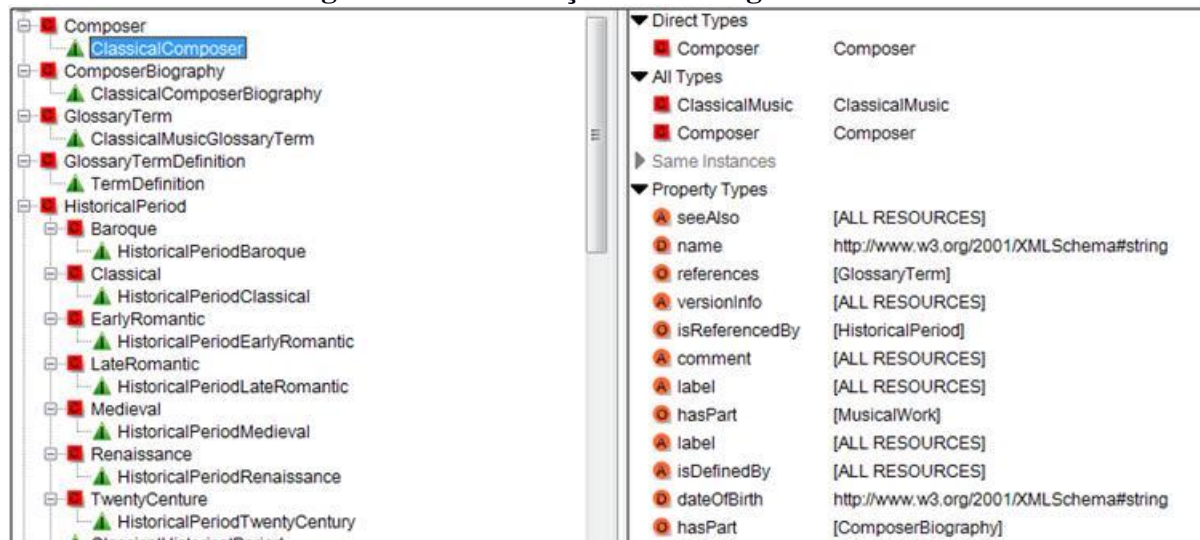 Composer
ClassicalComposer
ComposerBiography
ClassicalComposerBiography
GlossaryTerm
ClassicalMusicGlossaryTerm
GlossaryTermDefinition
TermDefinition
HistoricalPeriod
Baroque
HistoricalPeriodBaroque
Classical
HistoricalPeriodClassical
EarlyRomantic
HistoricalPeriodEarlyRomantic
LateRomantic
HistoricalPeriodLateRomantic
Medieval
HistoricalPeriodMedieval
Renaissance
HistoricalPeriodRenaissance
TwentyCenture
HistoricalPeriodTwentyCentury
Direct Types
Composer Composer
All Types
ClassicalMusic ClassicalMusic
Composer Composer
Same Instances
Property Types
A seeAlso [ALL RESOURCES]
D name http://www.w3.org/2001/XMLSchema#string
O references [GlossaryTerm]
A versionInfo [ALL RESOURCES]
O isReferencedBy [HistoricalPeriod]
A comment [ALL RESOURCES]
A label [ALL RESOURCES]
O hasPart [MusicalWork]
A label [ALL RESOURCES]
A isDefinedBy [ALL RESOURCES]
D dateOfBirth http://www.w3.org/2001/XMLSchema#string
O hasPart [ComposerBiography]